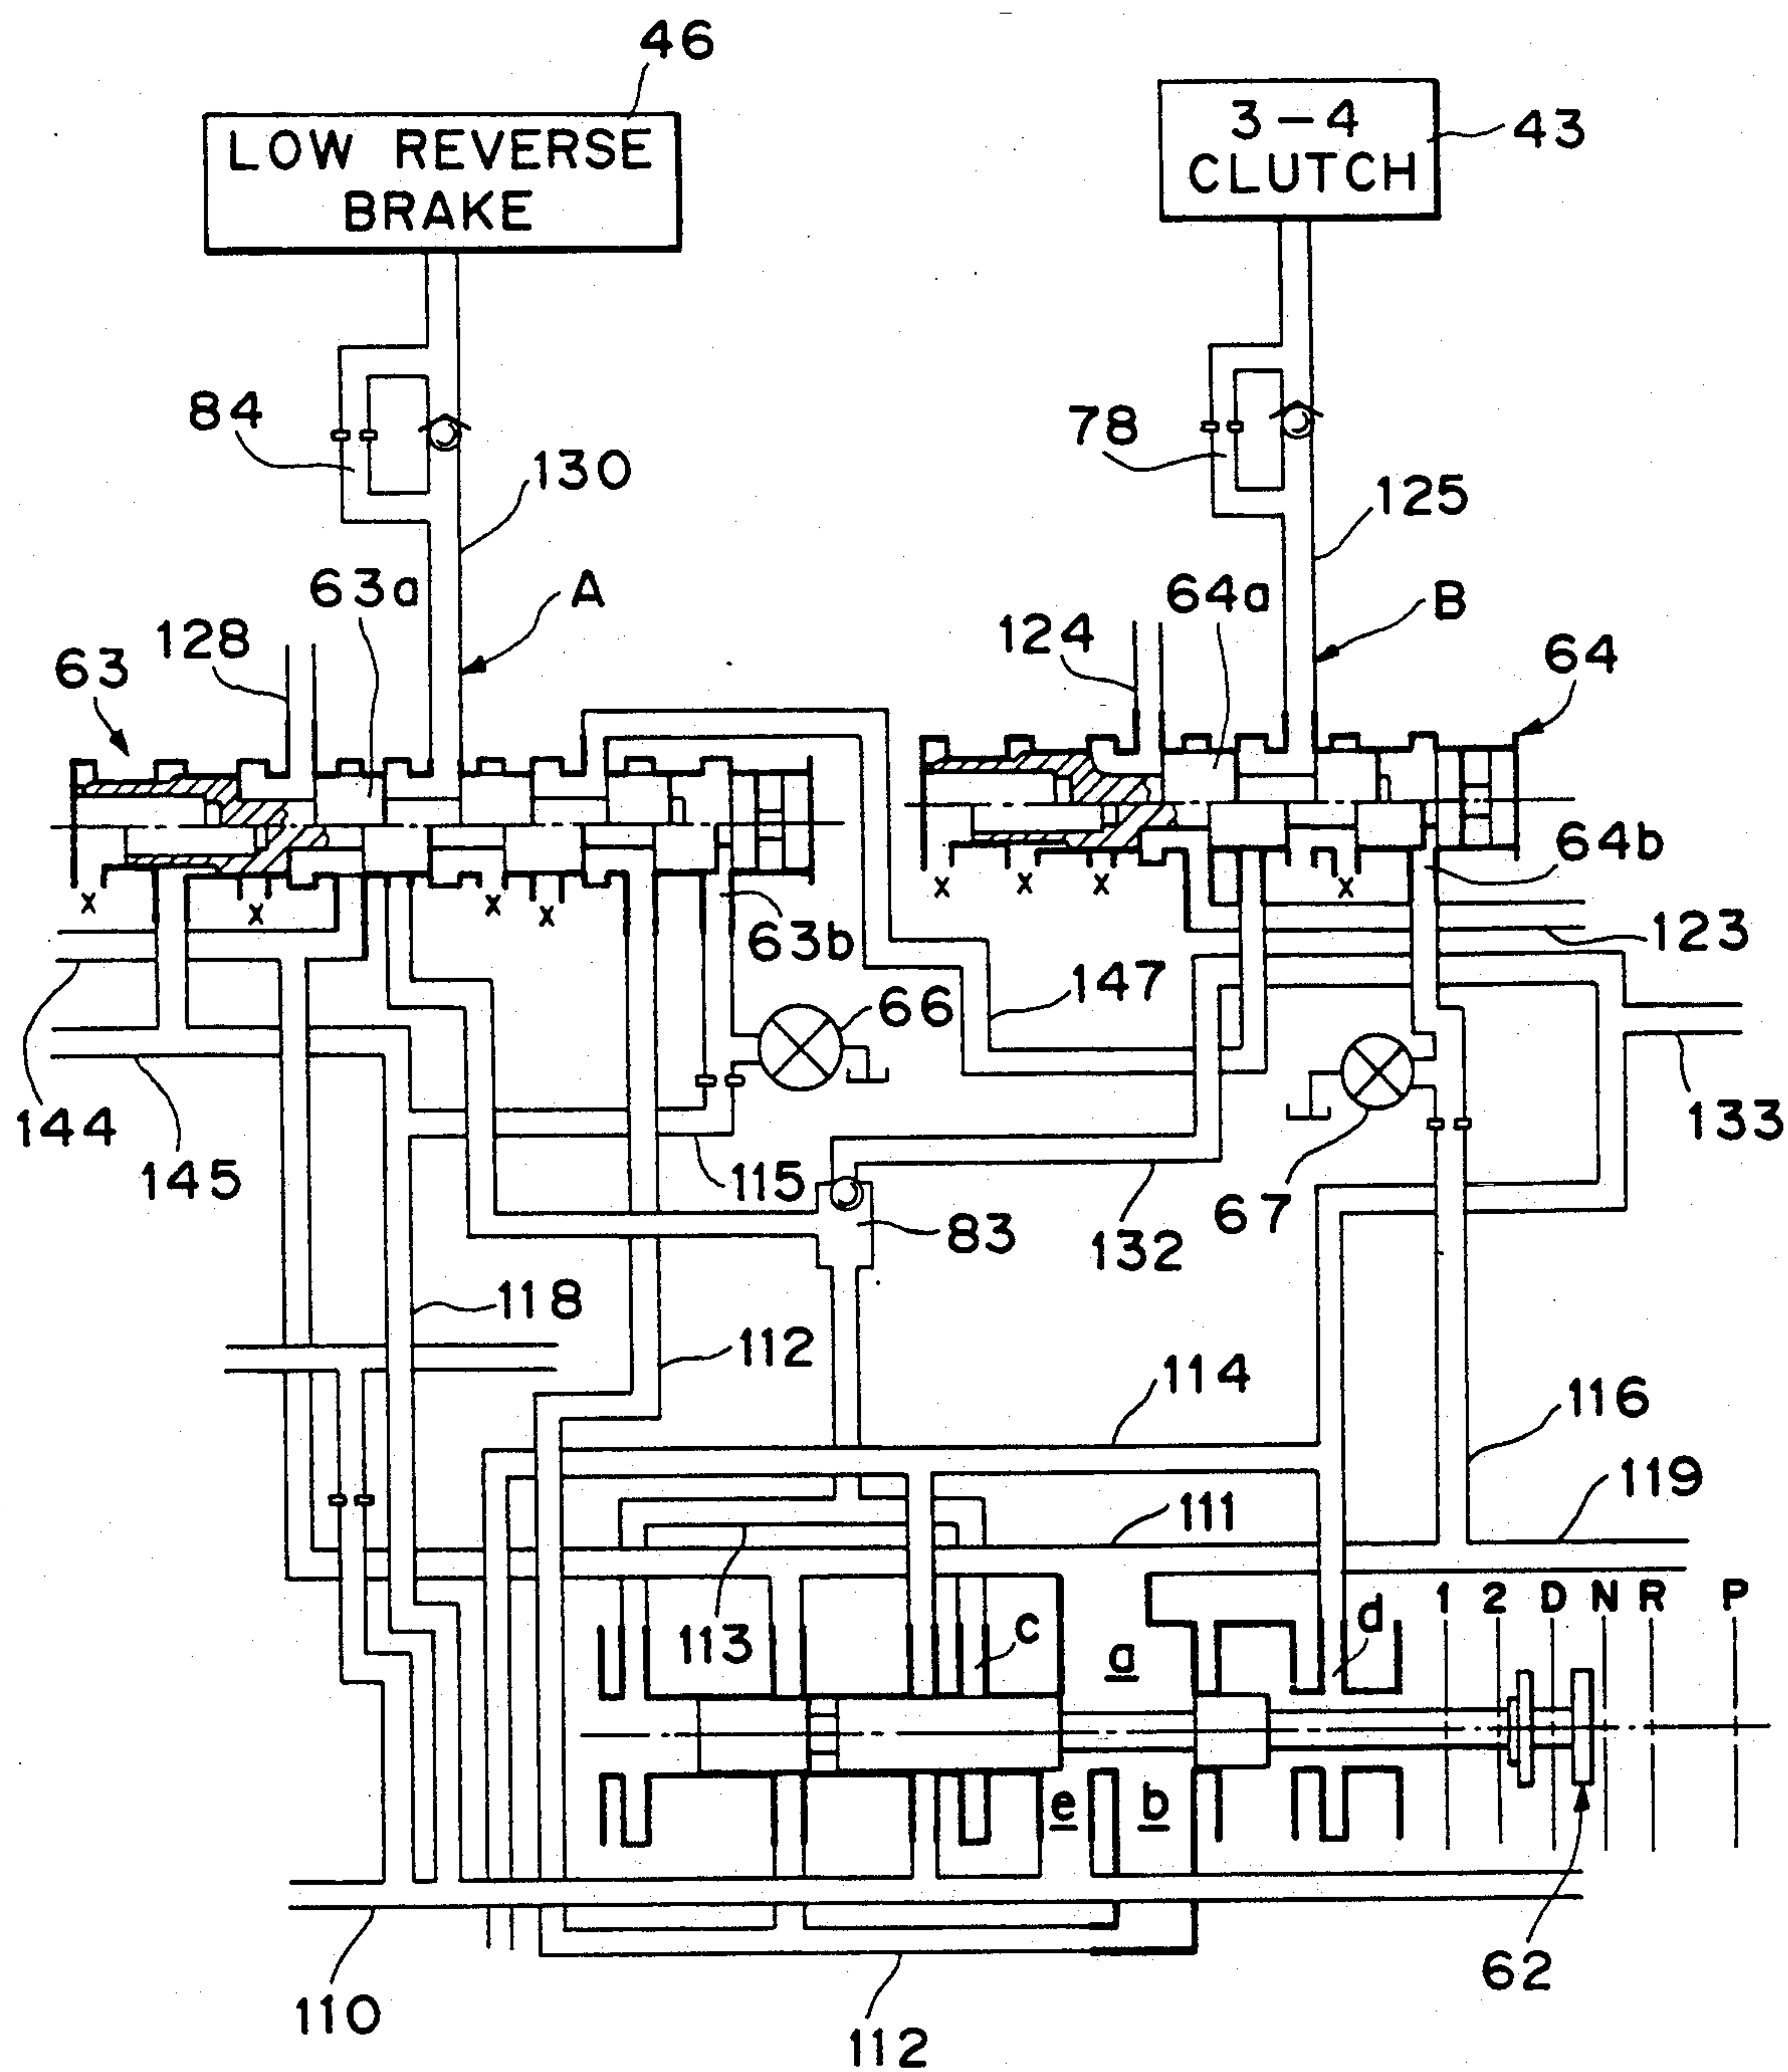 46
LOW REVERSE
BRAKE
3-4
CLUTCH
43
84
78
130
125
63a
A
64a
B
128
124
63
64
64b
x
x
x
x
x
x
x
x
63b
123
147
66
144
133
145
115
67
83
132
118
112
114
116
119
111
1 2 D N R P
113
c
a
d
e
b
62
110
112